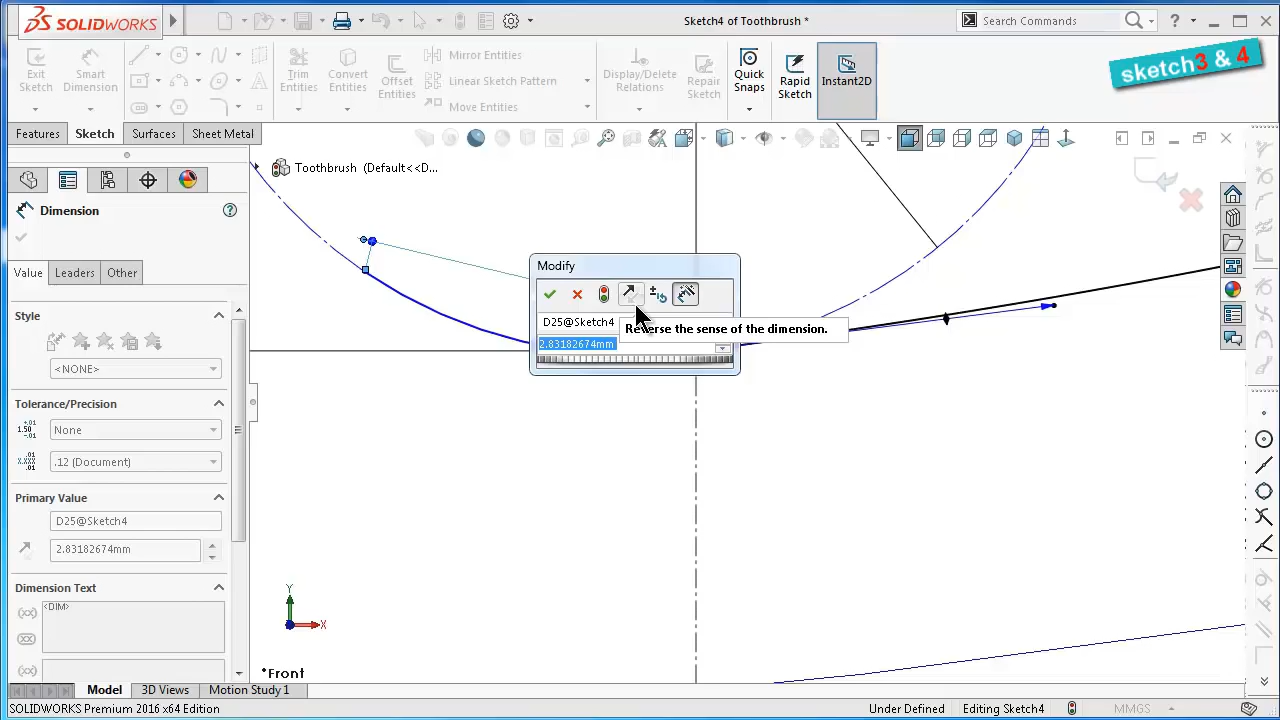 SOLIDWORKS
Sketch4 of Toothbrush *
Search Commands
sketch3 & 4
Exit Sketch
Smart Dimension
Trim Entities
Convert Entities
Offset Entities
Mirror Entities
Linear Sketch Pattern
Move Entities
Display/Delete Relations
Repair Sketch
Quick Snaps
Rapid Sketch
Instant2D
Features
Sketch
Surfaces
Sheet Metal
Toothbrush (Default<<D...
Dimension
Value
Leaders
Other
Style
<NONE>
Tolerance/Precision
None
.12 (Document)
Primary Value
D25@Sketch4
2.83182674mm
Dimension Text
<DIM>
Modify
D25@Sketch4
Reverse the sense of the dimension.
2.83182674mm
Y
X
*Front
Model
3D Views
Motion Study 1
SOLIDWORKS Premium 2016 x64 Edition
Under Defined
Editing Sketch4
MMGS